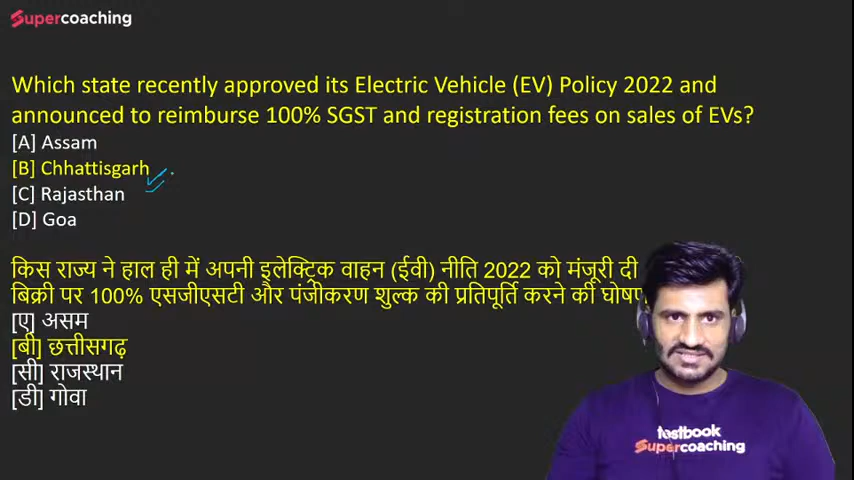 Supercoaching
Which state recently approved its Electric Vehicle (EV) Policy 2022 and
announced to reimburse 100% SGST and registration fees on sales of EVs?
[A] Assam
[B] Chhattisgarh
[C] Rajasthan
[D] Goa
किस राज्य ने हाल ही में अपनी इलेक्ट्रिक वाहन (ईवी) नीति 2022 को मंजूरी दी
बिक्री पर 100% एसजीएसटी और पंजीकरण शुल्क की प्रतिपूर्ति करने की
[ए] असम
[बी] छत्तीसगढ़
[सी] राजस्थान
[डी] गोवा
testbook
Supercoaching